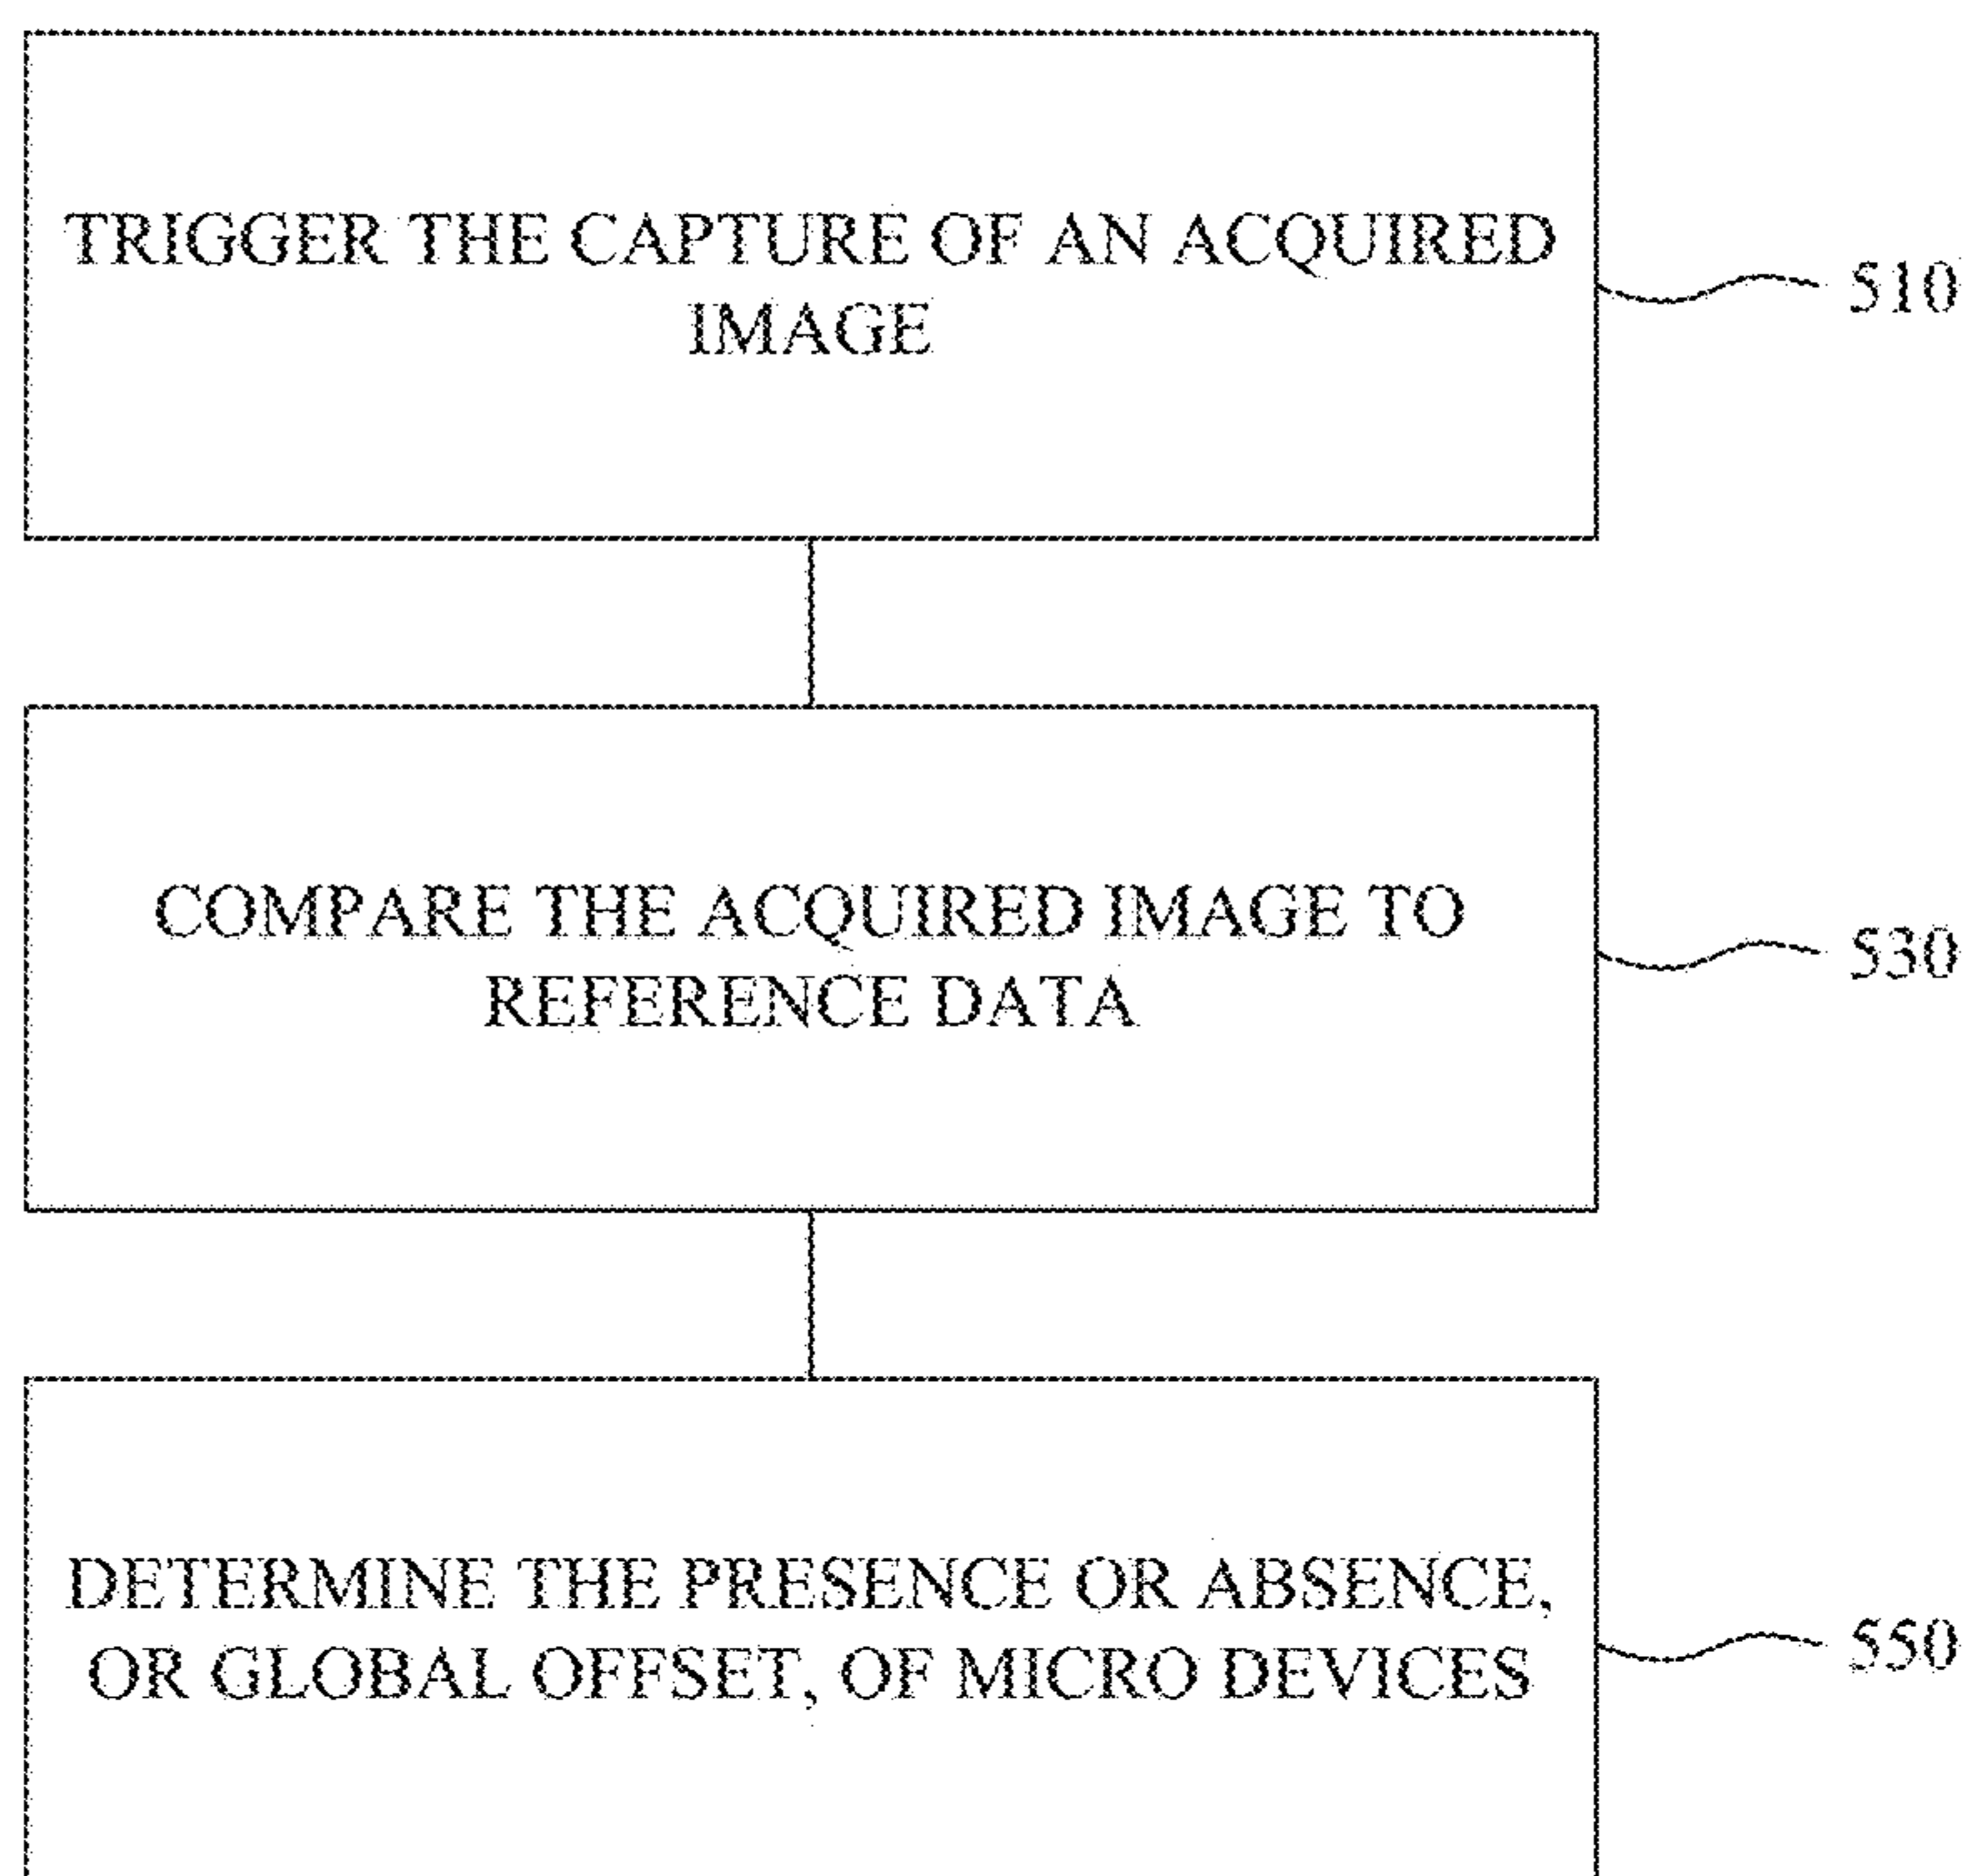 TRIGGER THE CAPTURE OF AN ACQUIRED
IMAGE
510
COMPARE THE ACQUIRED IMAGE TO
REFERENCE DATA
530
DETERMINE THE PRESENCE OR ABSENCE,
OR GLOBAL OFFSET, OF MICRO DEVICES
550